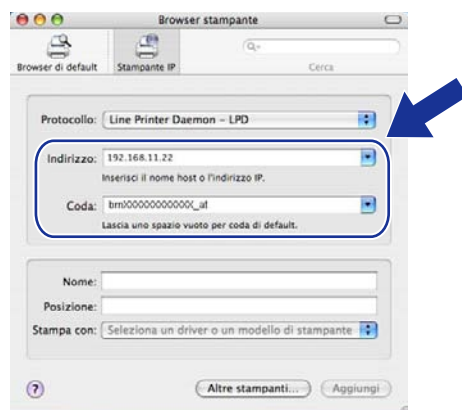 Browser stampante
Q-
Browser di default
Stampante IP
Cerca
Protocollo: Line Printer Daemon – LPD
Indirizzo: 192.168.11.22
Inserisci il nome host o l'indirizzo IP.
Coda: brnXXXXXXXXXXXX_at
Lascia uno spazio vuoto per coda di default.
Nome:
Posizione:
Stampa con: Seleziona un driver o un modello di stampante
? Altre stampanti... Aggiungi